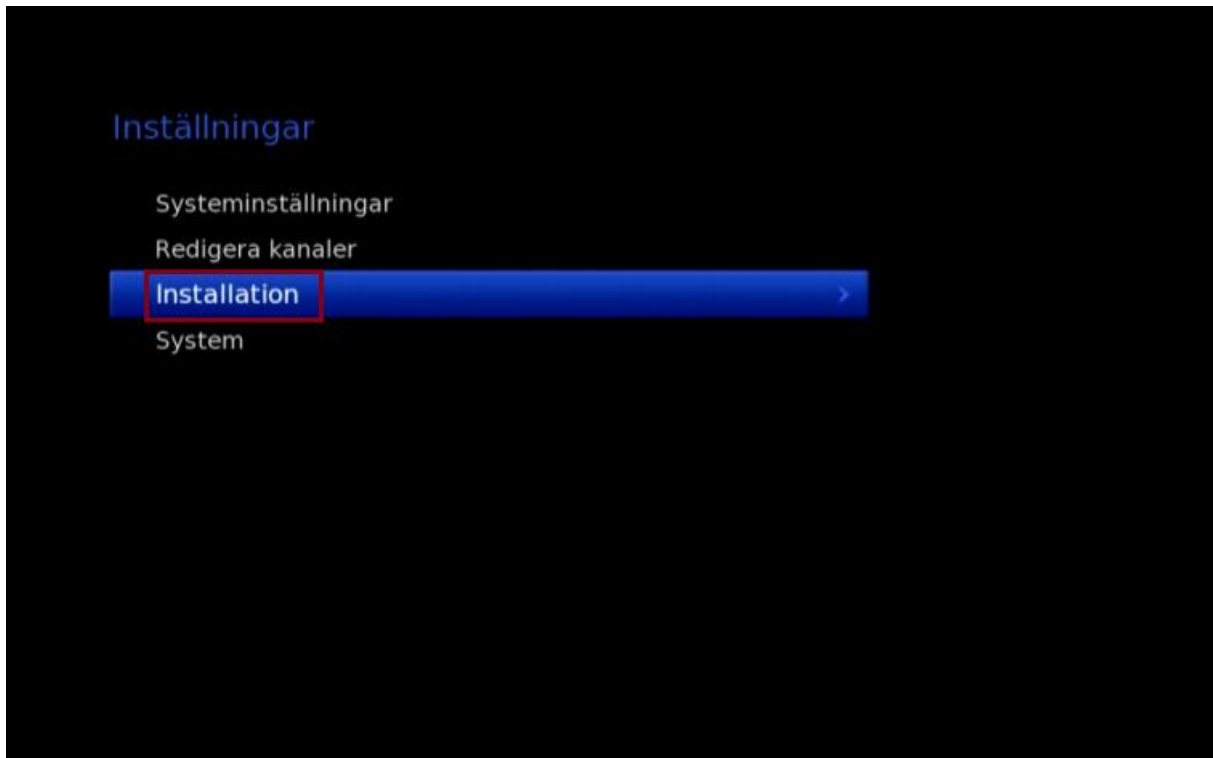 Inställningar
Systeminställningar
Redigera kanaler
Installation
System